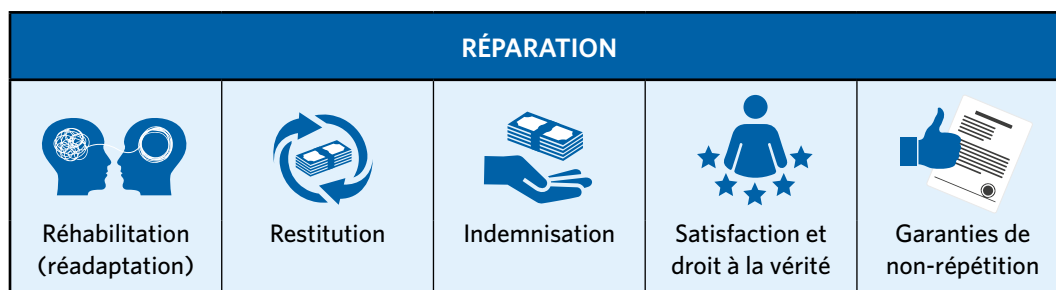 RÉPARATION
Réhabilitation
(réadaptation)
Restitution
Indemnisation
Satisfaction et
droit à la vérité
Garanties de
non-répétition